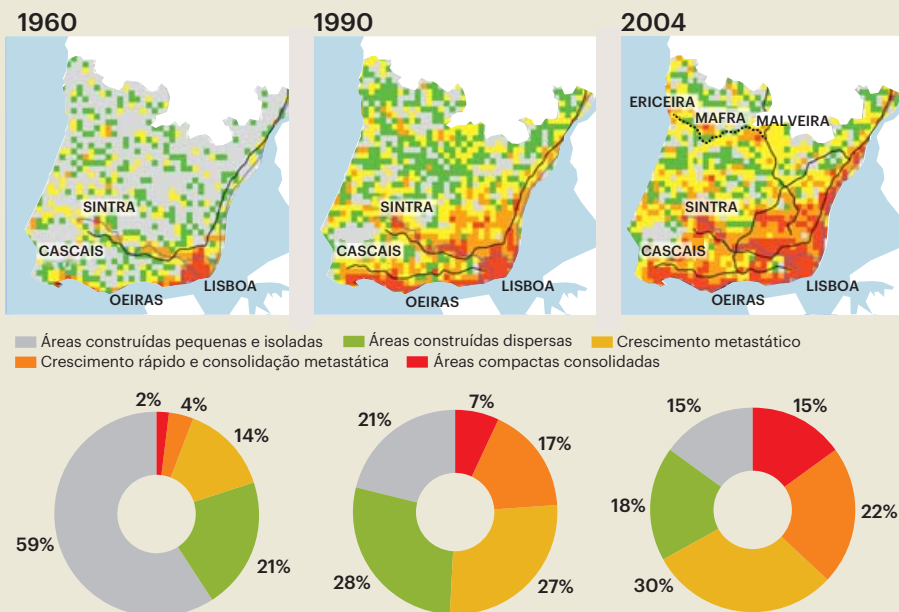 1960
1990
2004
SINTRA
CASCAIS
OEIRAS
LISBOA
SINTRA
CASCAIS
OEIRAS
LISBOA
ERICEIRA
MAFRA
MALVEIRA
SINTRA
CASCAIS
OEIRAS
LISBOA
Áreas construídas pequenas e isoladas
Áreas construídas dispersas
Crescimento metastático
Crescimento rápido e consolidação metastática
Áreas compactas consolidadas
2%
4%
14%
21%
59%
7%
17%
27%
28%
21%
15%
22%
30%
18%
15%